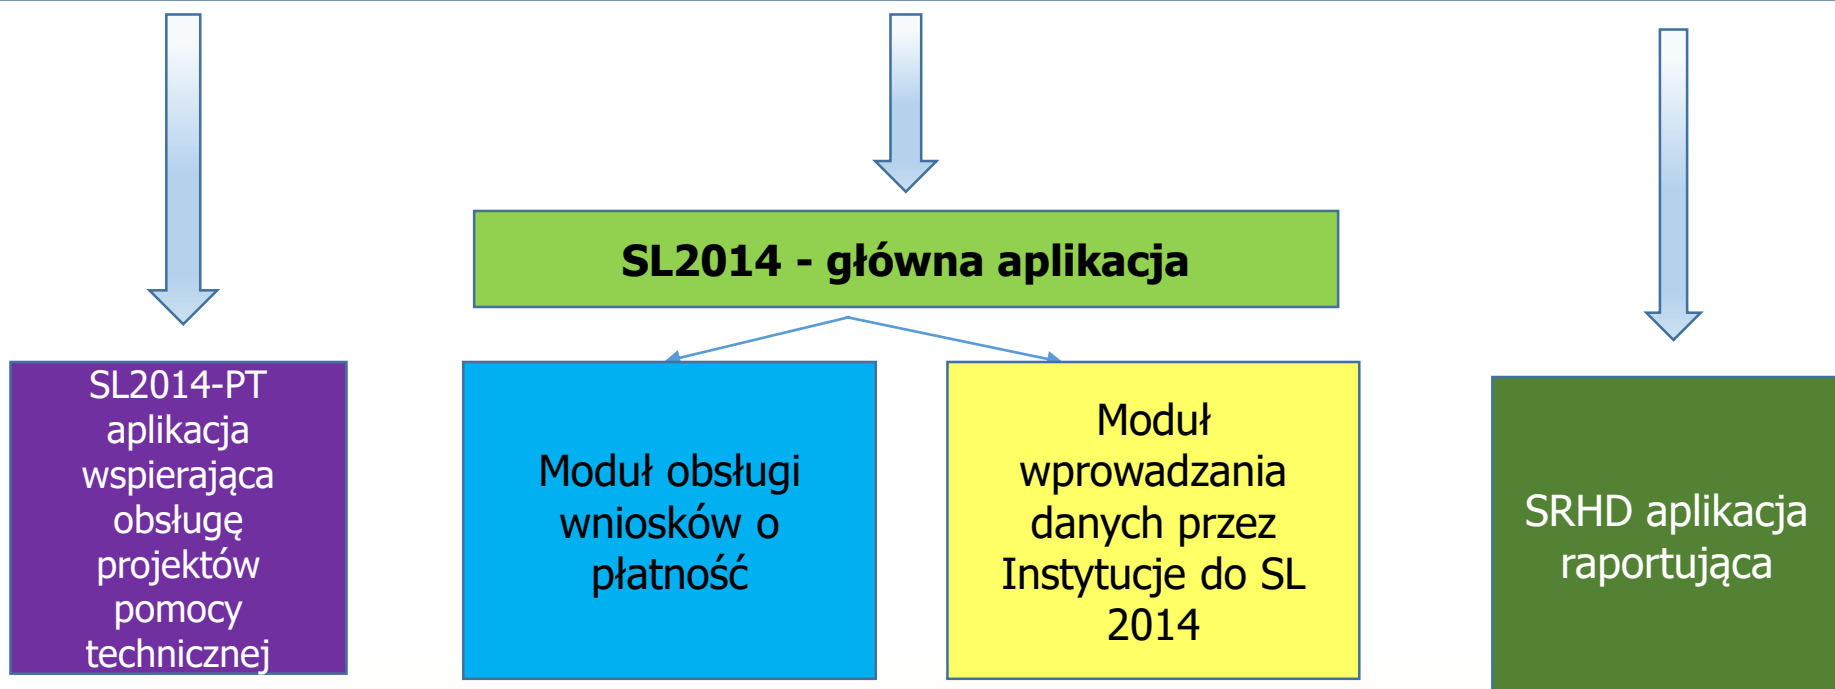 SL2014 - główna aplikacja
SL2014-PT
aplikacja
wspierająca
obsługę
projektów
pomocy
technicznej
Moduł obsługi
wniosków o
płatność
Moduł
wprowadzania
danych przez
Instytucje do SL
2014
SRHD aplikacja
raportująca